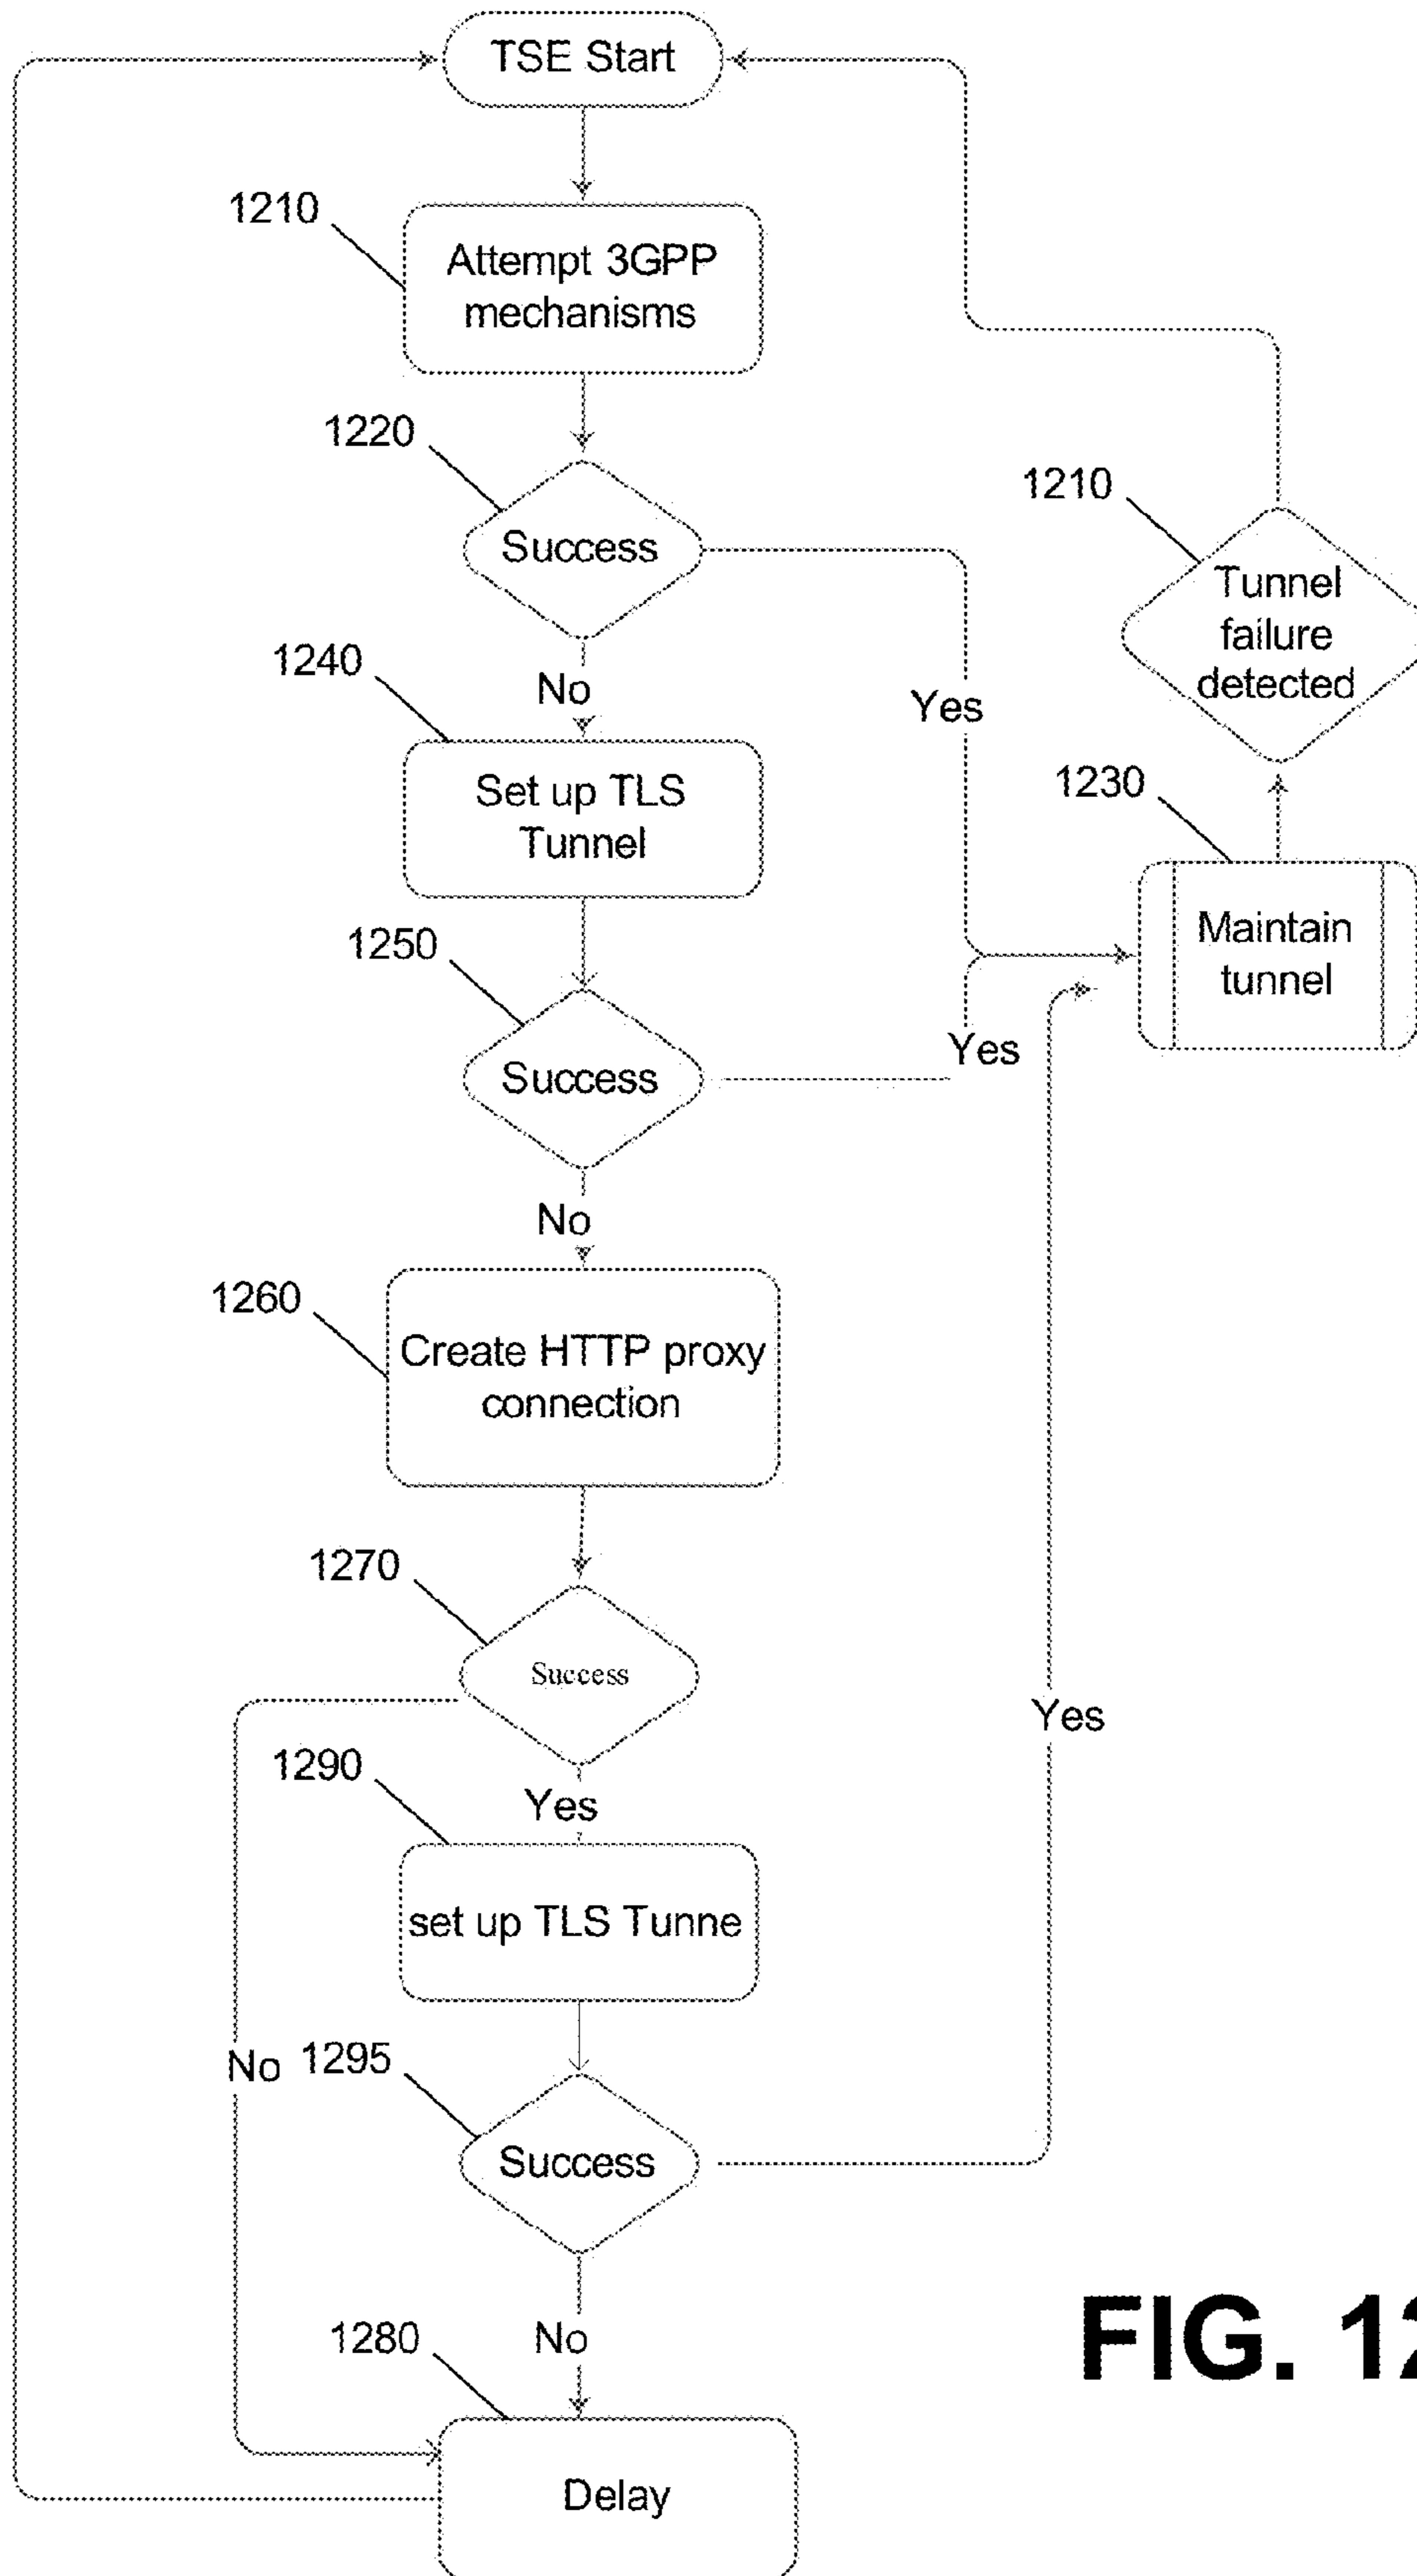 TSE Start
1210
Attempt 3GPP
mechanisms
1220
Success
1210
Tunnel
failure
detected
No
Yes
1240
Set up TLS
Tunnel
1230
Maintain
tunnel
1250
Success
Yes
No
1260
Create HTTP proxy
connection
1270
Success
Yes
1290
Yes
set up TLS Tunne
No
1295
Success
No
1280
Delay
FIG. 12